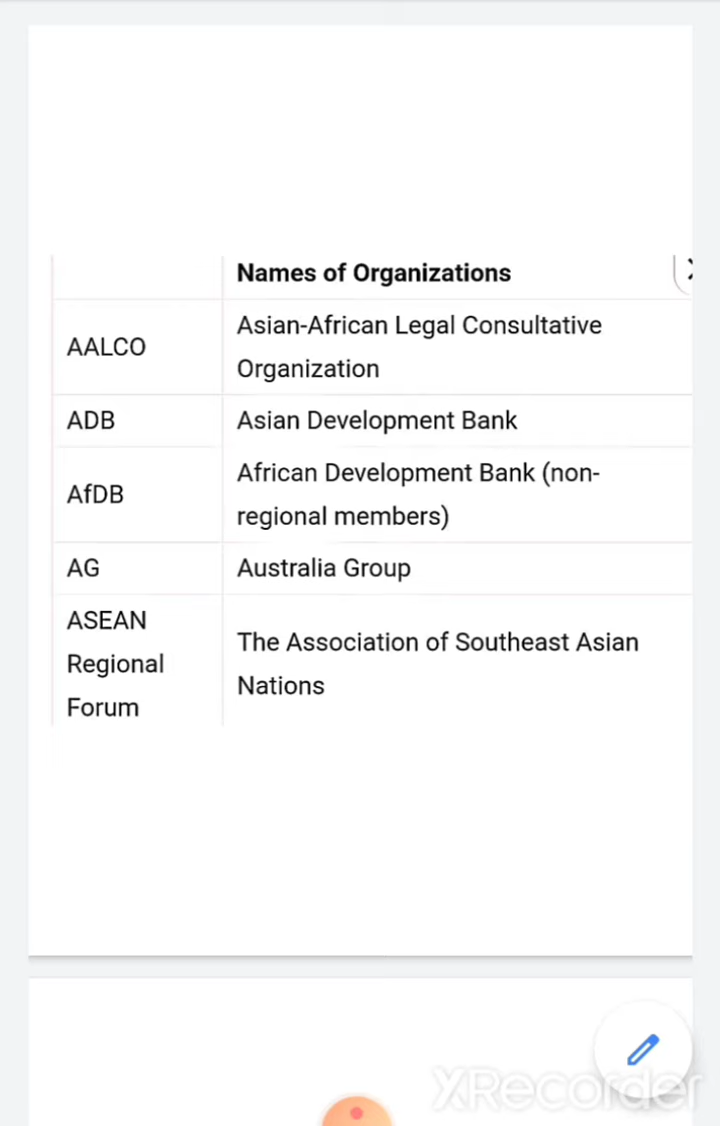 Names of Organizations
AALCO
Asian-African Legal Consultative
Organization
ADB
Asian Development Bank
AfDB
African Development Bank (non-
regional members)
AG
Australia Group
ASEAN
Regional
Forum
The Association of Southeast Asian
Nations
XRecorder